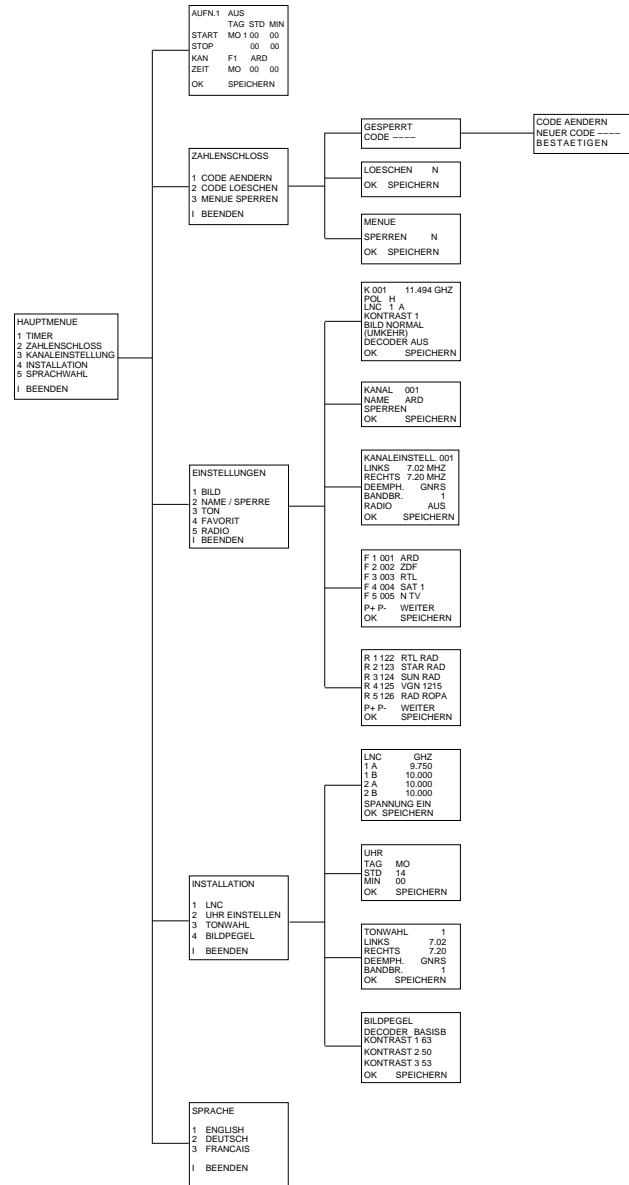 AUFN.1 AUS
TAG STD MIN
START MO 1 00 00
STOP 00 00
KAN F1 ARD
ZEIT MO 00 00
OK SPEICHERN
GESPERRT
CODE ––––
CODE AENDERN
NEUER CODE ––––
BESTAETIGEN
ZAHLENSCHLOSS
1 CODE AENDERN
2 CODE LOESCHEN
3 MENUE SPERREN
I BEENDEN
LOESCHEN N
OK SPEICHERN
MENUE
SPERREN N
OK SPEICHERN
HAUPTMENUE
1 TIMER
2 ZAHLENSCHLOSS
3 KANALEINSTELLUNG
4 INSTALLATION
5 SPRACHWAHL
I BEENDEN
K 001 11.494 GHZ
POL H
LNC 1 A
KONTRAST 1
BILD NORMAL
(UMKEHR)
DECODER AUS
OK SPEICHERN
KANAL 001
NAME ARD
SPERREN
OK SPEICHERN
EINSTELLUNGEN
1 BILD
2 NAME / SPERRE
3 TON
4 FAVORIT
5 RADIO
I BEENDEN
KANALEINSTELL. 001
LINKS 7.02 MHZ
RECHTS 7.20 MHZ
DEEMPH. GNRS
BANDBR. 1
RADIO AUS
OK SPEICHERN
F 1 001 ARD
F 2 002 ZDF
F 3 003 RTL
F 4 004 SAT 1
F 5 005 N TV
P+ P- WEITER
OK SPEICHERN
R 1 122 RTL RAD
R 2 123 STAR RAD
R 3 124 SUN RAD
R 4 125 VGN 1215
R 5 126 RAD ROPA
P+ P- WEITER
OK SPEICHERN
LNC GHZ
1 A 9.750
1 B 10.000
2 A 10.000
2 B 10.000
SPANNUNG EIN
OK SPEICHERN
INSTALLATION
1 LNC
2 UHR EINSTELLEN
3 TONWAHL
4 BILDPEGEL
I BEENDEN
UHR
TAG MO
STD 14
MIN 00
OK SPEICHERN
TONWAHL 1
LINKS 7.02
RECHTS 7.20
DEEMPH. GNRS
BANDBR. 1
OK SPEICHERN
BILDPEGEL
DECODER BASISB
KONTRAST 1 63
KONTRAST 2 50
KONTRAST 3 53
OK SPEICHERN
SPRACHE
1 ENGLISH
2 DEUTSCH
3 FRANCAIS
I BEENDEN